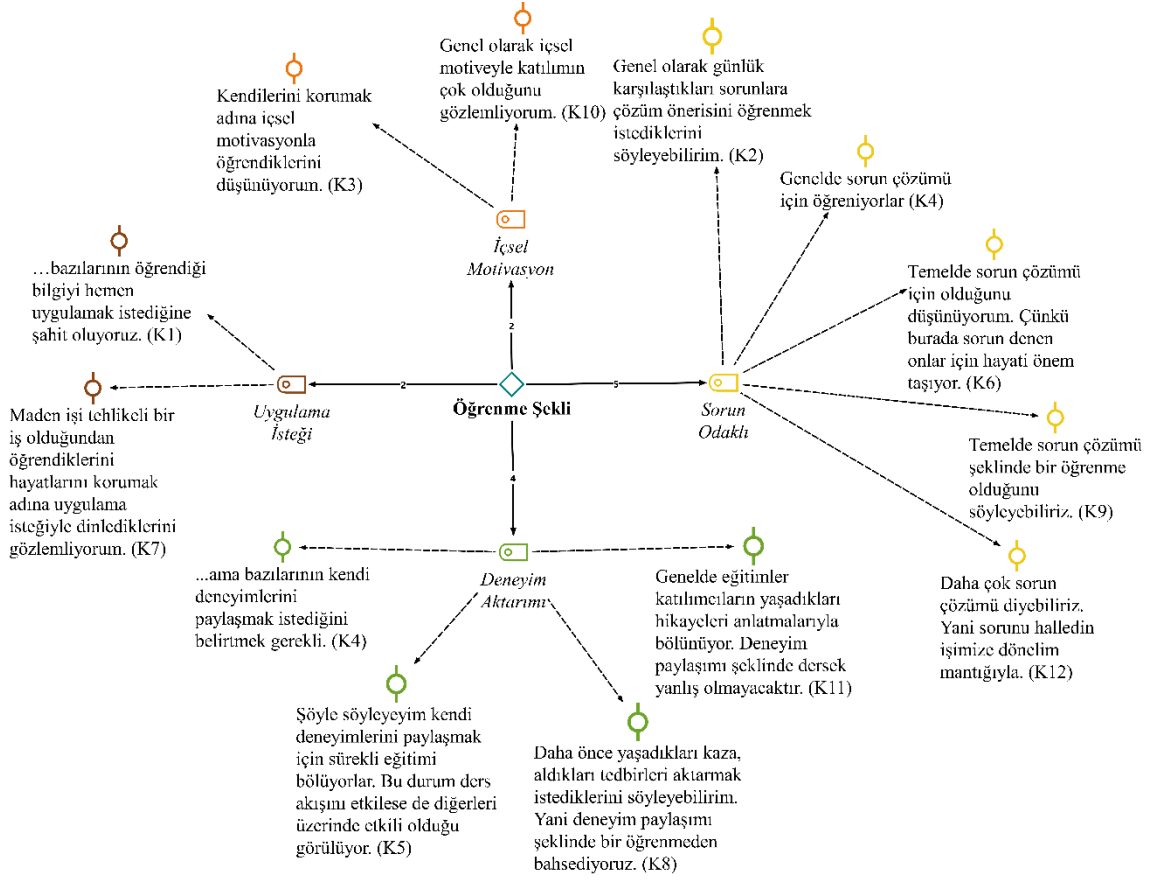 Genel olarak içsel
motiveyle katılımın
çok olduğunu
gözlemliyorum. (K10)
Genel olarak günlük
karşılaştıkları sorunlara
çözüm önerisini öğrenmek
istediklerini
söyleyebilirim. (K2)
Kendilerini korumak
adına içsel
motivasyonla
öğrendiklerini
düşünüyorum. (K3)
Genelde sorun çözümü
için öğreniyorlar (K4)
İçsel
Motivasyon
…bazılarının öğrendiği
bilgiyi hemen
uygulamak istediğine
şahit oluyoruz. (K1)
Temelde sorun çözümü
için olduğunu
düşünüyorum. Çünkü
burada sorun denen
onlar için hayati önem
taşıyor. (K6)
2
2
5
Uygulama
İsteği
Öğrenme Şekli
Sorun
Odaklı
Maden işi tehlikeli bir
iş olduğundan
öğrendiklerini
hayatlarını korumak
adına uygulama
isteğiyle dinlediklerini
gözlemliyorum. (K7)
Temelde sorun çözümü
şeklinde bir öğrenme
olduğunu
söyleyebiliriz. (K9)
4
Deneyim
Aktarımı
...ama bazılarının kendi
deneyimlerini
paylaşmak istediğini
belirtmek gerekli. (K4)
Genelde eğitimler
katılımcıların yaşadıkları
hikayeleri anlatmalarıyla
bölünüyor. Deneyim
paylaşımı şeklinde dersek
yanlış olmayacaktır. (K11)
Daha çok sorun
çözümü diyebiliriz.
Yani sorunu halledin
işimize dönelim
mantığıyla. (K12)
Şöyle söyleyeyim kendi
deneyimlerini paylaşmak
için sürekli eğitimi
bölüyorlar. Bu durum ders
akışını etkilese de diğerleri
üzerinde etkili olduğu
görülüyor. (K5)
Daha önce yaşadıkları kaza,
aldıkları tedbirleri aktarmak
istediklerini söyleyebilirim.
Yani deneyim paylaşımı
şeklinde bir öğrenmeden
bahsediyoruz. (K8)